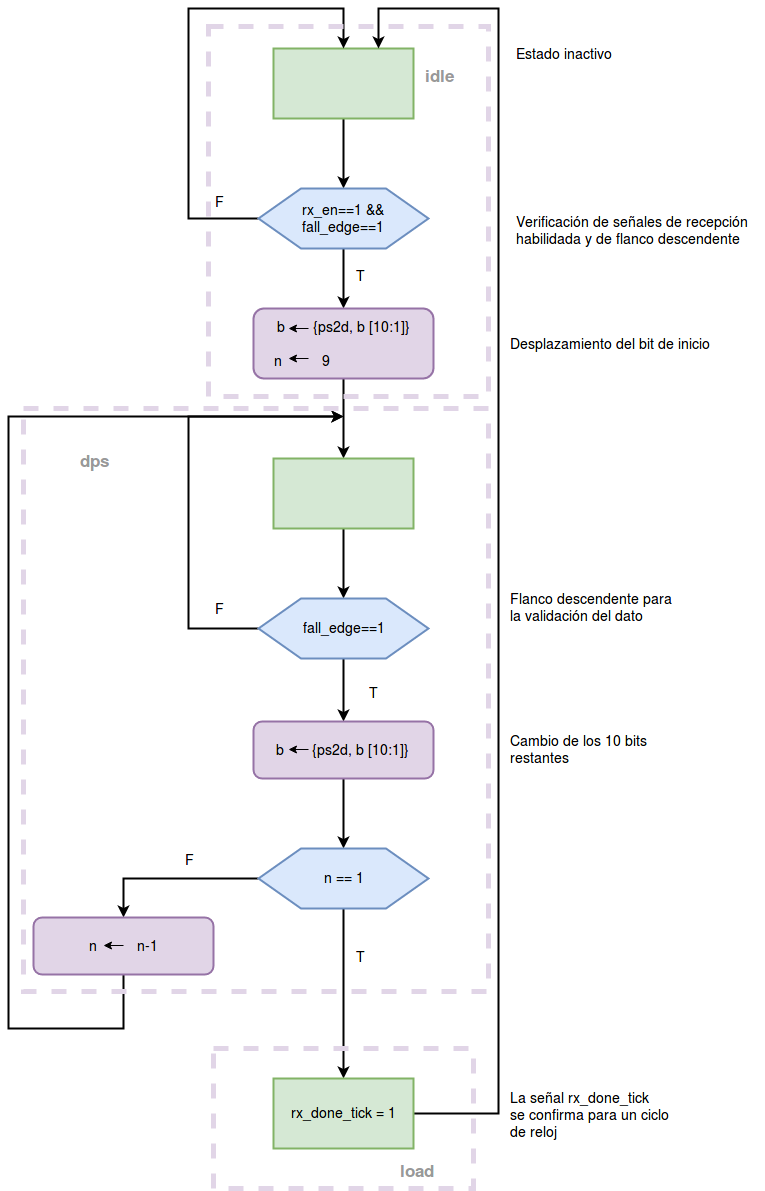 Estado inactivo
idle
F
rx_en==1 &&
fall_edge==1
Verificación de señales de recepción
habilidada y de flanco descendente
T
b ← {ps2d, b [10:1]}
n ← 9
Desplazamiento del bit de inicio
dps
F
fall_edge==1
Flanco descendente para
la validación del dato
T
b ← {ps2d, b [10:1]}
Cambio de los 10 bits
restantes
F
n == 1
n ← n-1
T
rx_done_tick = 1
La señal rx_done_tick
se confirma para un ciclo
de reloj
load